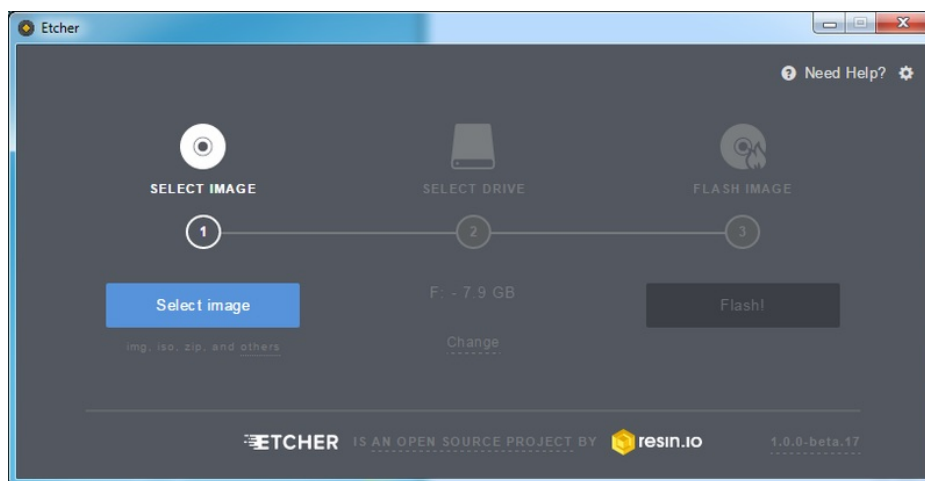 Etcher
Need Help?
SELECT IMAGE
SELECT DRIVE
FLASH IMAGE
1
2
3
Select image
F: - 7.9 GB
Flash!
img, iso, zip, and others
Change
ETCHER IS AN OPEN SOURCE PROJECT BY resin.io 1.0.0-beta.17